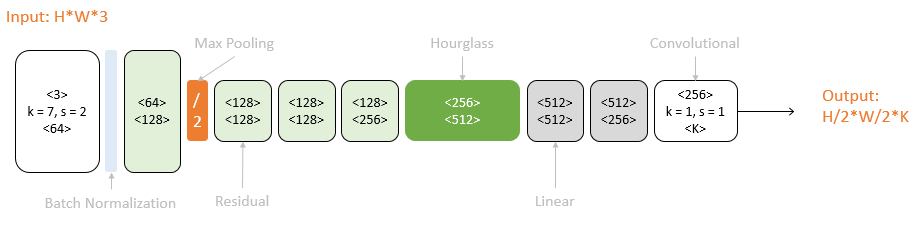 Input: H*W*3
Max Pooling
Hourglass
Convolutional
<3>
k = 7, s = 2
<64>
<64>
<128>
/
2
<128>
<128>
<128>
<128>
<128>
<256>
<256>
<512>
<512>
<512>
<512>
<256>
<256>
k = 1, s = 1
<K>
Output:
H/2*W/2*K
Batch Normalization
Residual
Linear